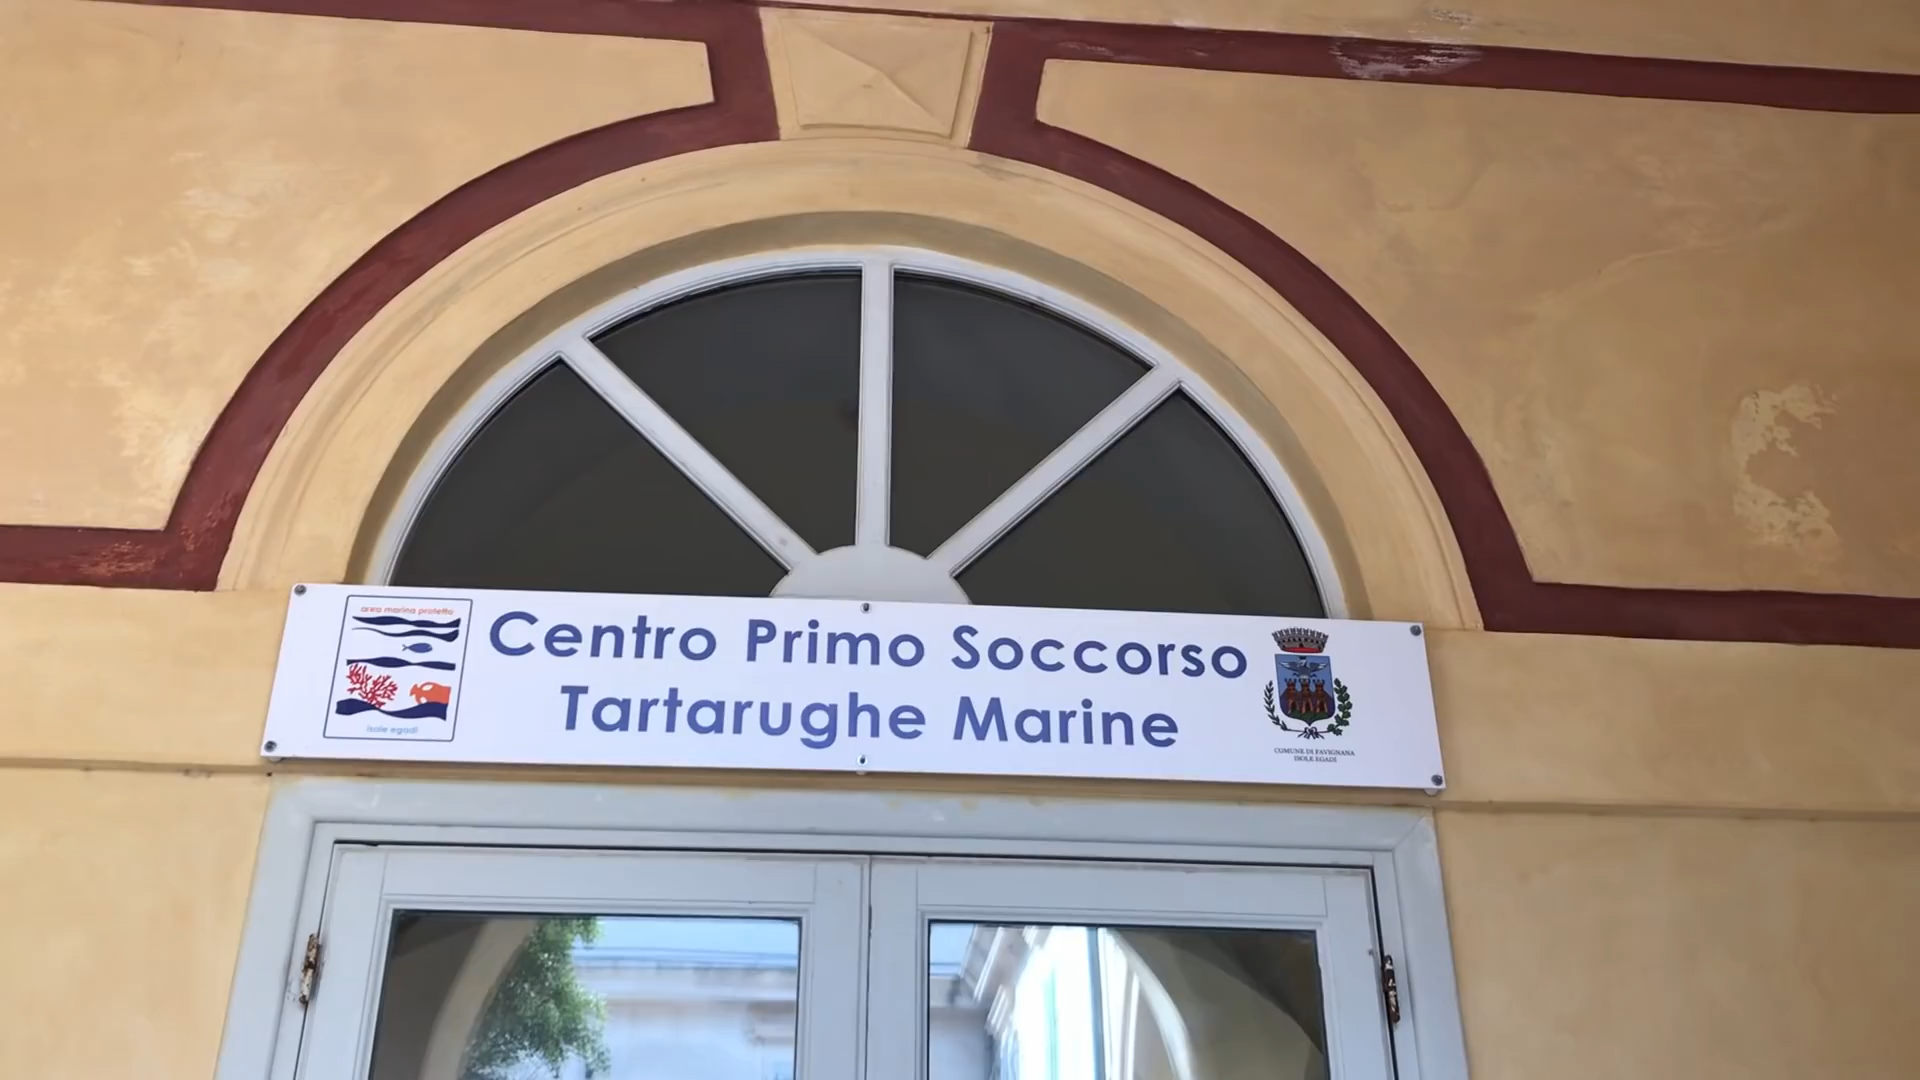 area marina protetta
isole egadi
Centro Primo Soccorso
Tartarughe Marine
COMUNE DI FAVIGNANA
ISOLE EGADI